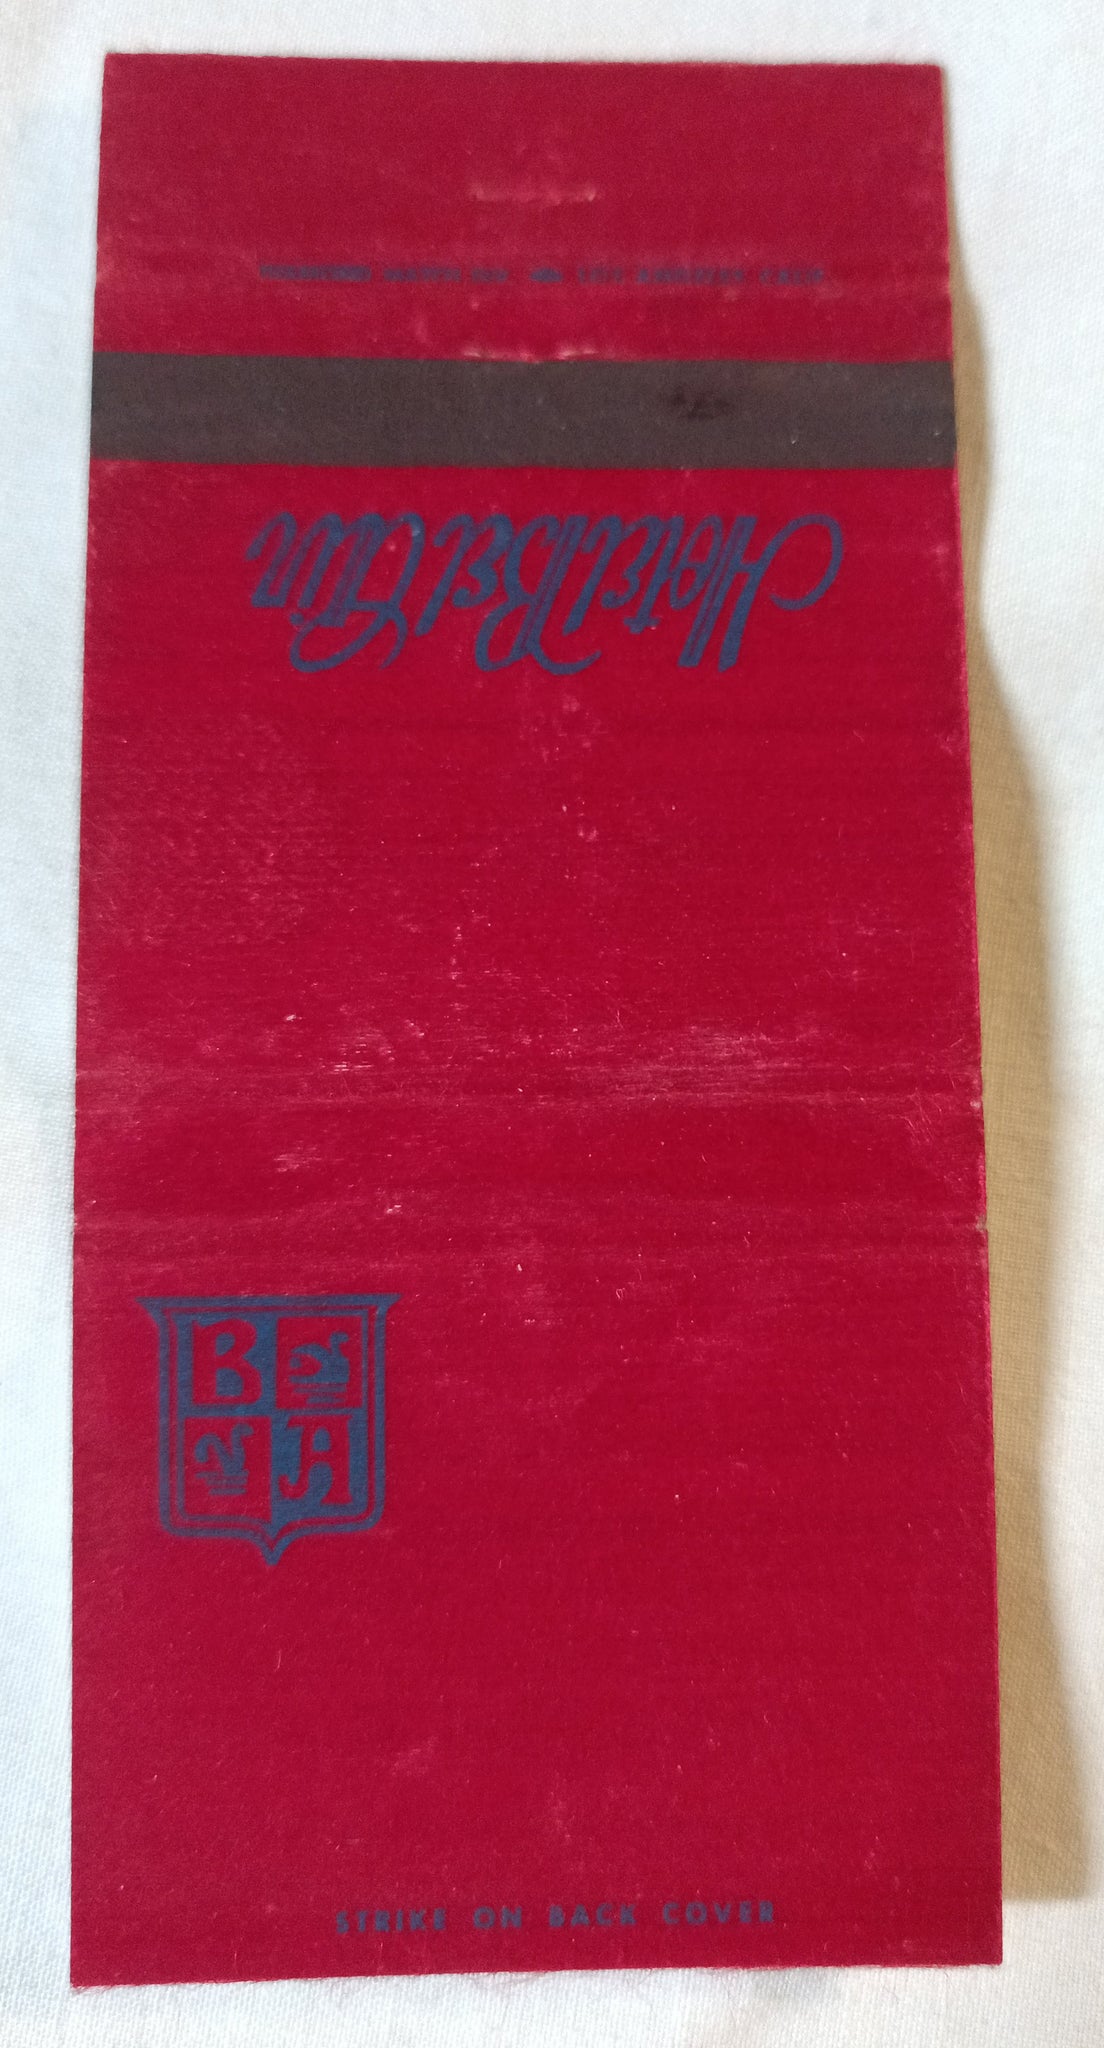 Hotel Bel Air
B
A
STRIKE ON BACK COVER